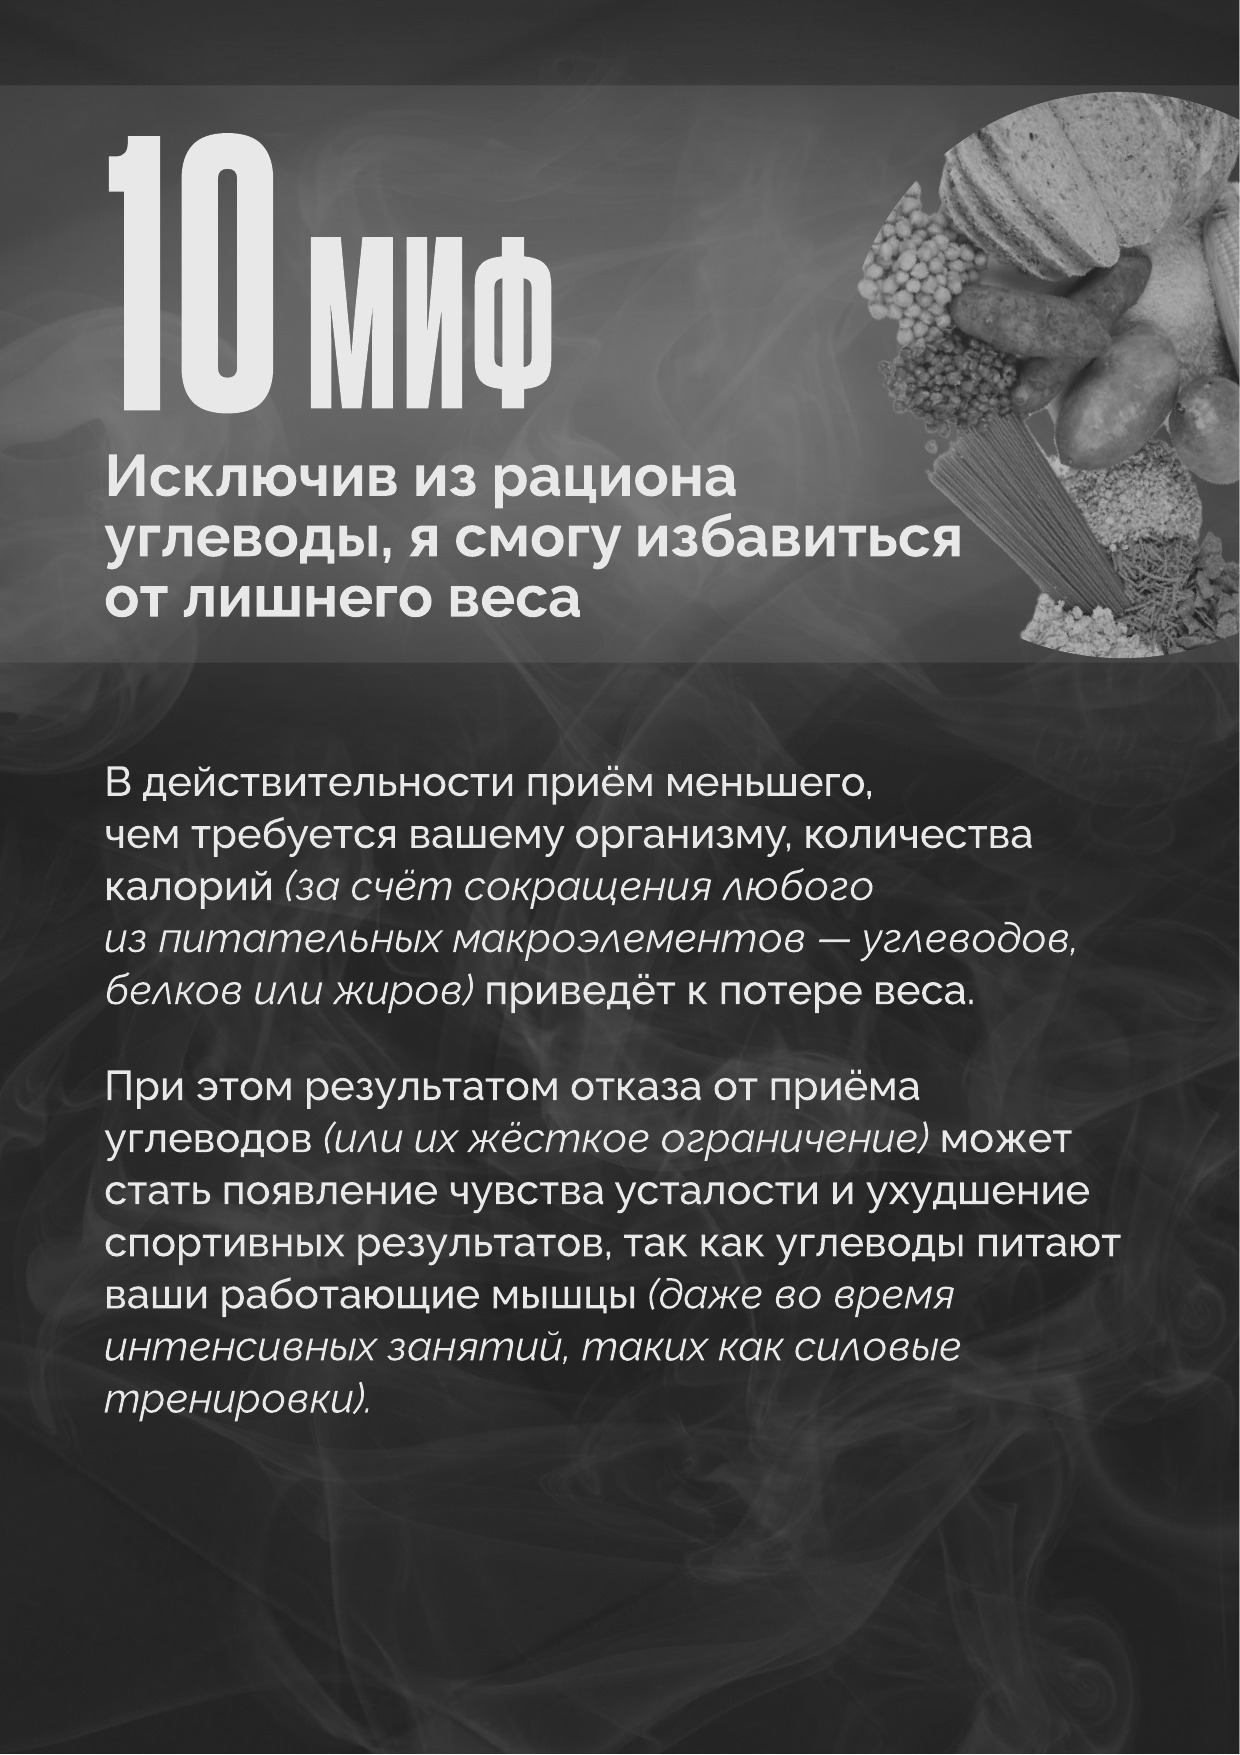 10 МИФ
Исключив из рациона
углеводы, я смогу избавиться
от лишнего веса
В действительности приём меньшего,
чем требуется вашему организму, количества
калорий (за счёт сокращения любого
из питательных макроэлементов — углеводов,
белков или жиров) приведёт к потере веса.
При этом результатом отказа от приёма
углеводов (или их жёсткое ограничение) может
стать появление чувства усталости и ухудшение
спортивных результатов, так как углеводы питают
ваши работающие мышцы (даже во время
интенсивных занятий, таких как силовые
тренировки).